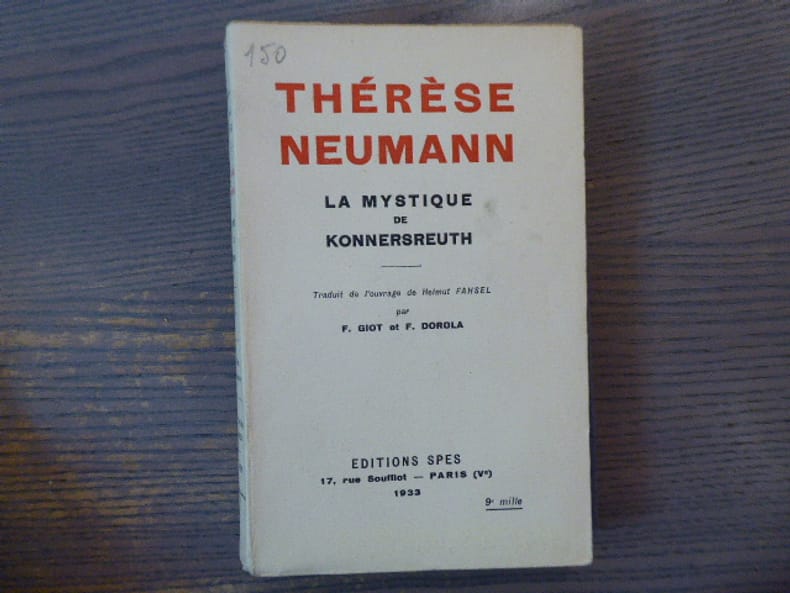 150
THÉRÈSE
NEUMANN
LA MYSTIQUE
DE
KONNERSREUTH
Traduit de l'ouvrage de Helmut FAHSEL
par
F. GIOT et F. DOROLA
EDITIONS SPES
17, rue Soufflot — PARIS (Vᵉ)
1933
9ᵉ mille